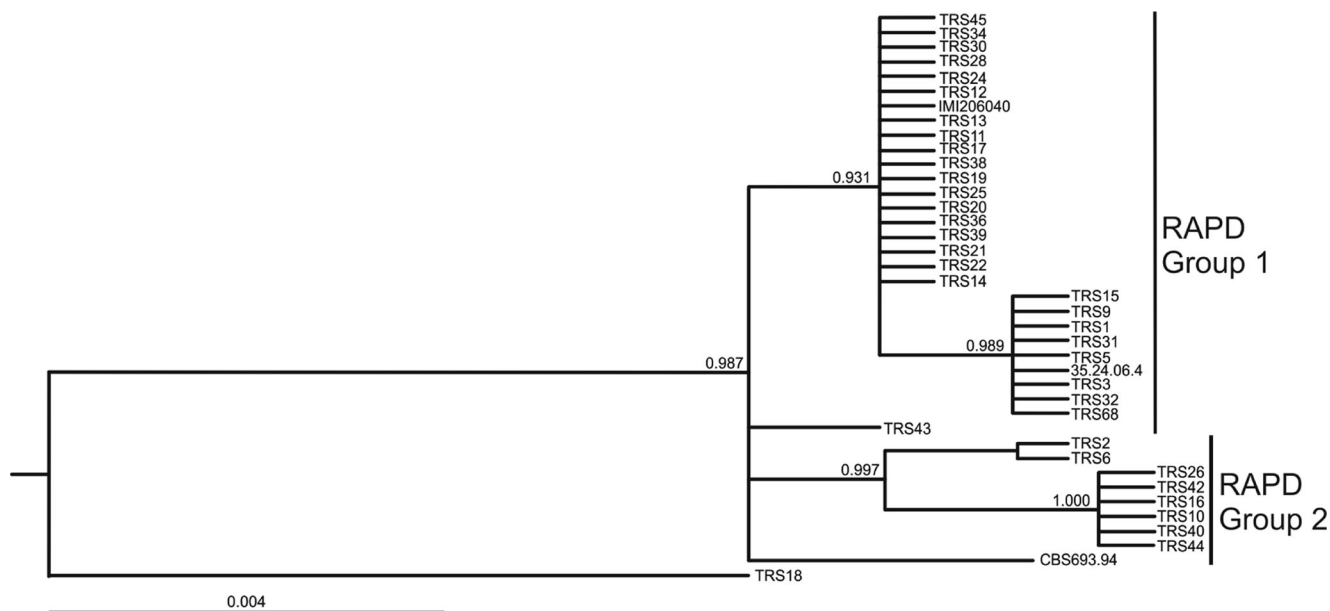 TRS45
TRS34
TRS30
TRS28
TRS24
TRS12
IMI206040
TRS13
TRS11
TRS17
TRS38
0.931
TRS19
TRS25
TRS20
TRS36
TRS39
TRS21
TRS22
TRS14
RAPD
Group 1
TRS15
TRS9
TRS1
TRS31
0.989
TRS5
0.987
35.24.06.4
TRS3
TRS32
TRS68
TRS43
TRS2
TRS6
0.997
TRS26
TRS42
1.000
TRS16
TRS10
TRS40
TRS44
RAPD
Group 2
CBS693.94
TRS18
0.004